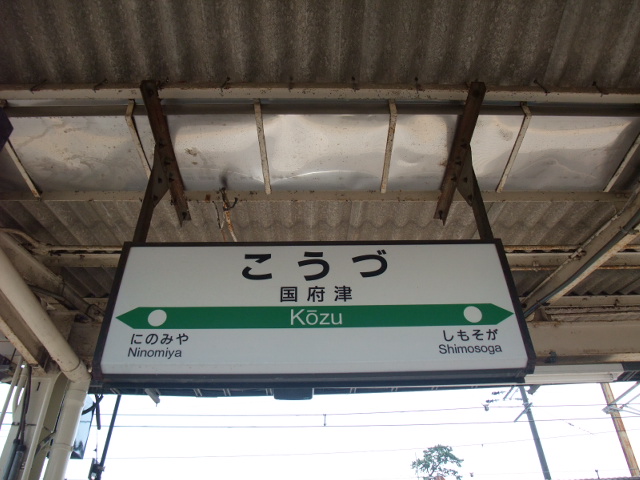 こうづ
国府津
Kōzu
にのみや
Ninomiya
しもそが
Shimosoga